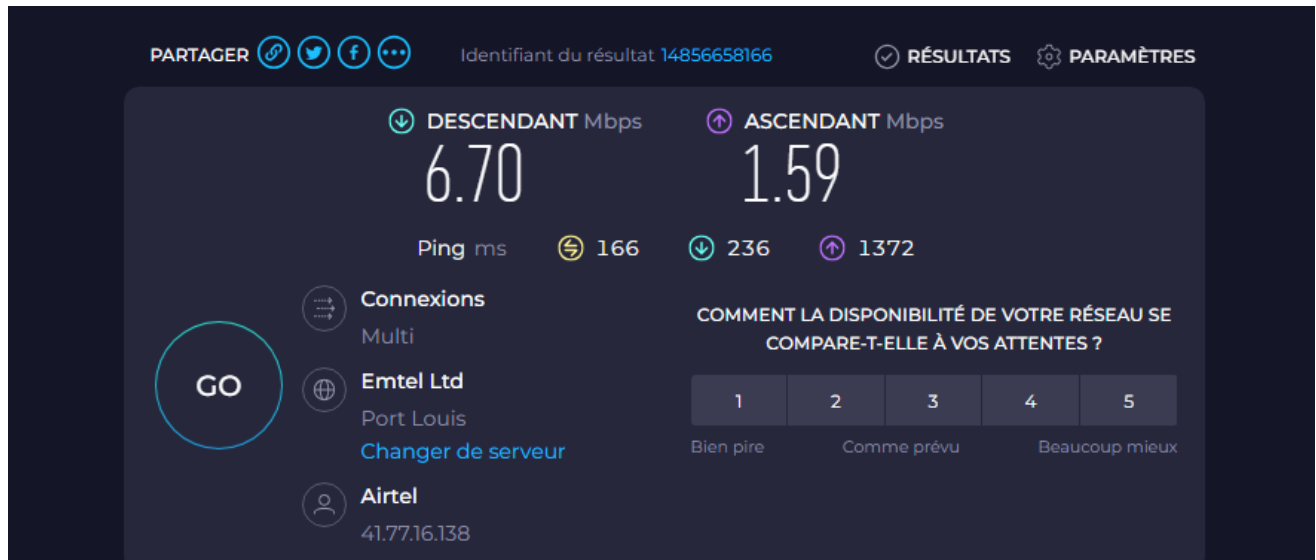 PARTAGER Identifiant du résultat 14856658166 RÉSULTATS PARAMÈTRES
DESCENDANT Mbps ASCENDANT Mbps
6.70 1.59
Ping ms 166 236 1372
Connexions
Multi
COMMENT LA DISPONIBILITÉ DE VOTRE RÉSEAU SE
COMPARE-T-ELLE À VOS ATTENTES ?
GO
Emtel Ltd
Port Louis
Changer de serveur
1 2 3 4 5
Bien pire Comme prévu Beaucoup mieux
Airtel
41.77.16.138